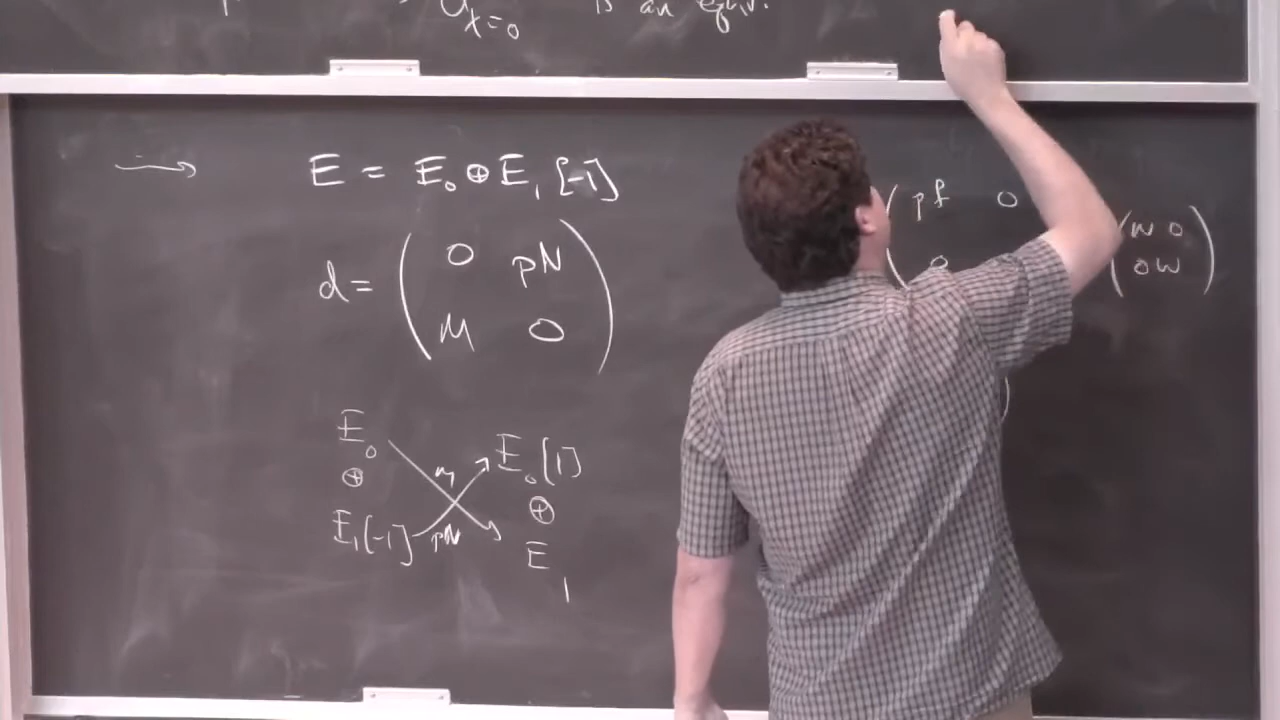 x=0 is an equiv.
→ E = E₀ ⊕ E₁ [-1]
d = ( 0 pN
M 0 )
( pf 0
0
( W 0
0 W )
E₀
⊕
E₁[-1]
M
pN
E₀[1]
⊕
E₁